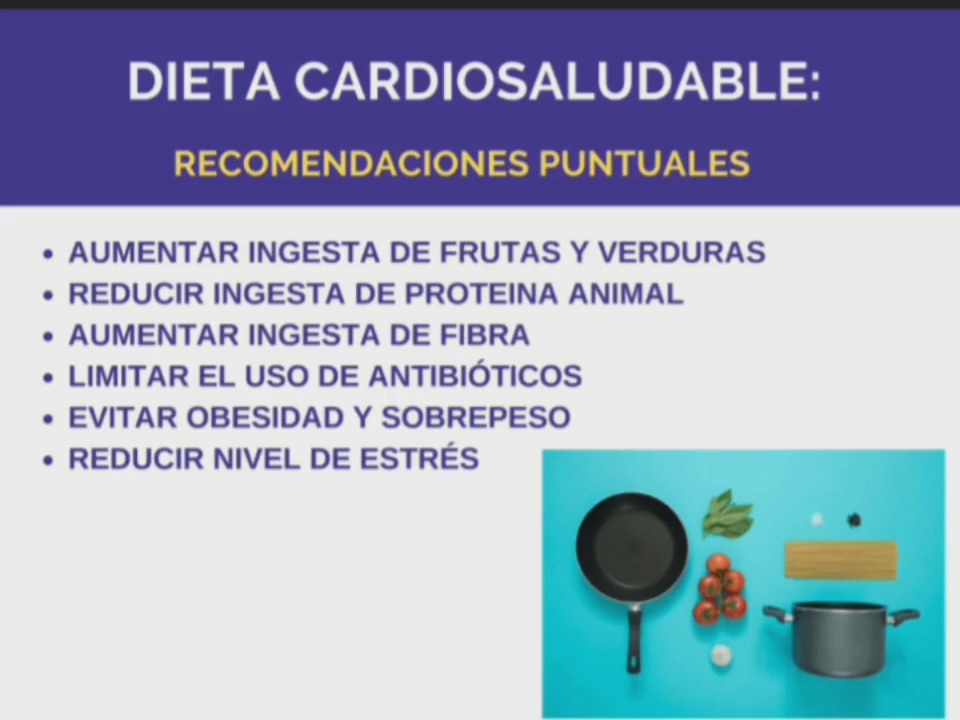 DIETA CARDIOSALUDABLE:
RECOMENDACIONES PUNTUALES
• AUMENTAR INGESTA DE FRUTAS Y VERDURAS
• REDUCIR INGESTA DE PROTEINA ANIMAL
• AUMENTAR INGESTA DE FIBRA
• LIMITAR EL USO DE ANTIBIÓTICOS
• EVITAR OBESIDAD Y SOBREPESO
• REDUCIR NIVEL DE ESTRÉS